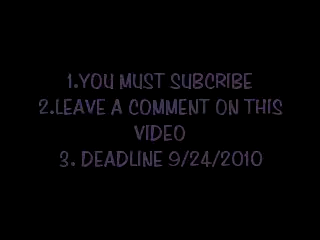 1.YOU MUST SUBCRIBE
2.LEAVE A COMMENT ON THIS
VIDEO
3. DEADLINE 9/24/2010